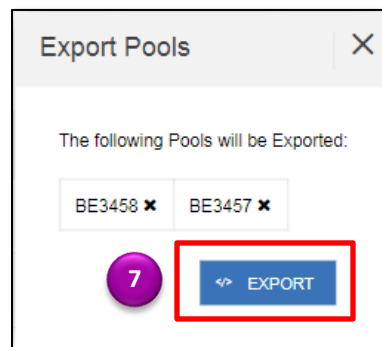 Export Pools
The following Pools will be Exported:
BE3458 ✖ BE3457 ✖
7
</> EXPORT